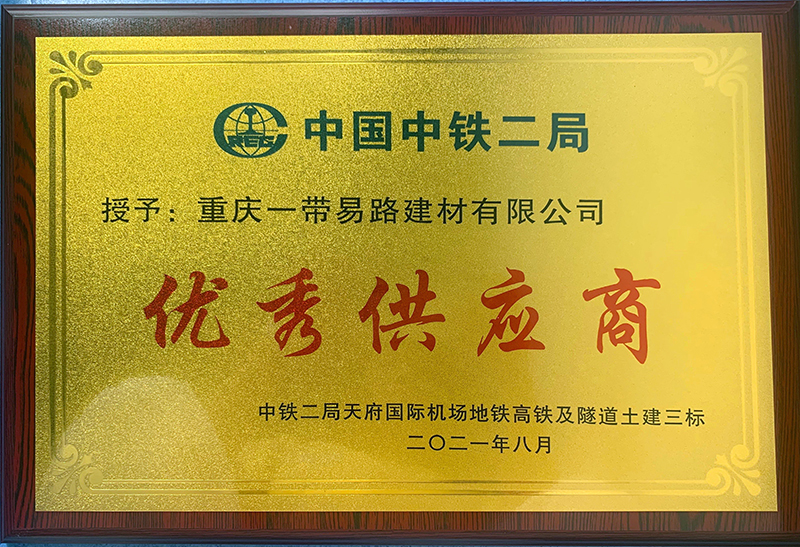 CREC 中国中铁二局
授予：重庆一带易路建材有限公司
优秀供应商
中铁二局天府国际机场地铁高铁及隧道土建三标
二〇二一年八月